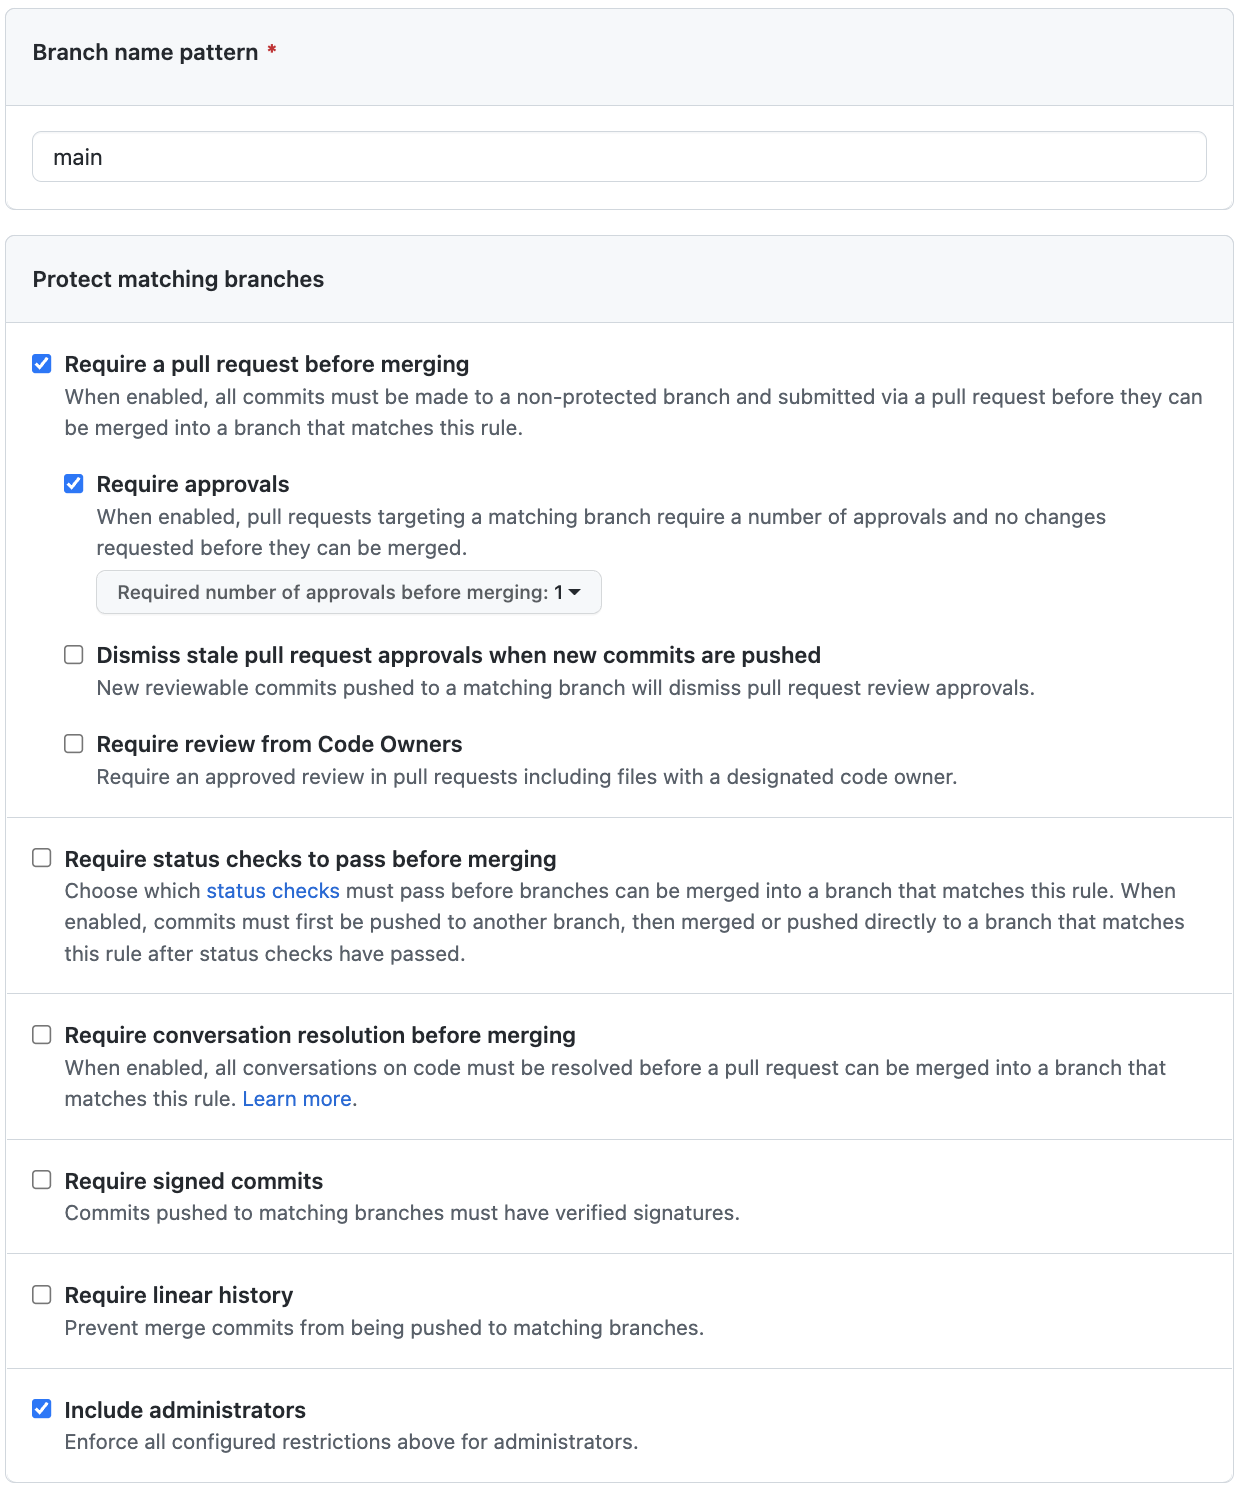 Branch name pattern *
main
Protect matching branches
Require a pull request before merging
When enabled, all commits must be made to a non-protected branch and submitted via a pull request before they can
be merged into a branch that matches this rule.
Require approvals
When enabled, pull requests targeting a matching branch require a number of approvals and no changes
requested before they can be merged.
Required number of approvals before merging: 1
Dismiss stale pull request approvals when new commits are pushed
New reviewable commits pushed to a matching branch will dismiss pull request review approvals.
Require review from Code Owners
Require an approved review in pull requests including files with a designated code owner.
Require status checks to pass before merging
Choose which status checks must pass before branches can be merged into a branch that matches this rule. When
enabled, commits must first be pushed to another branch, then merged or pushed directly to a branch that matches
this rule after status checks have passed.
Require conversation resolution before merging
When enabled, all conversations on code must be resolved before a pull request can be merged into a branch that
matches this rule. Learn more.
Require signed commits
Commits pushed to matching branches must have verified signatures.
Require linear history
Prevent merge commits from being pushed to matching branches.
Include administrators
Enforce all configured restrictions above for administrators.